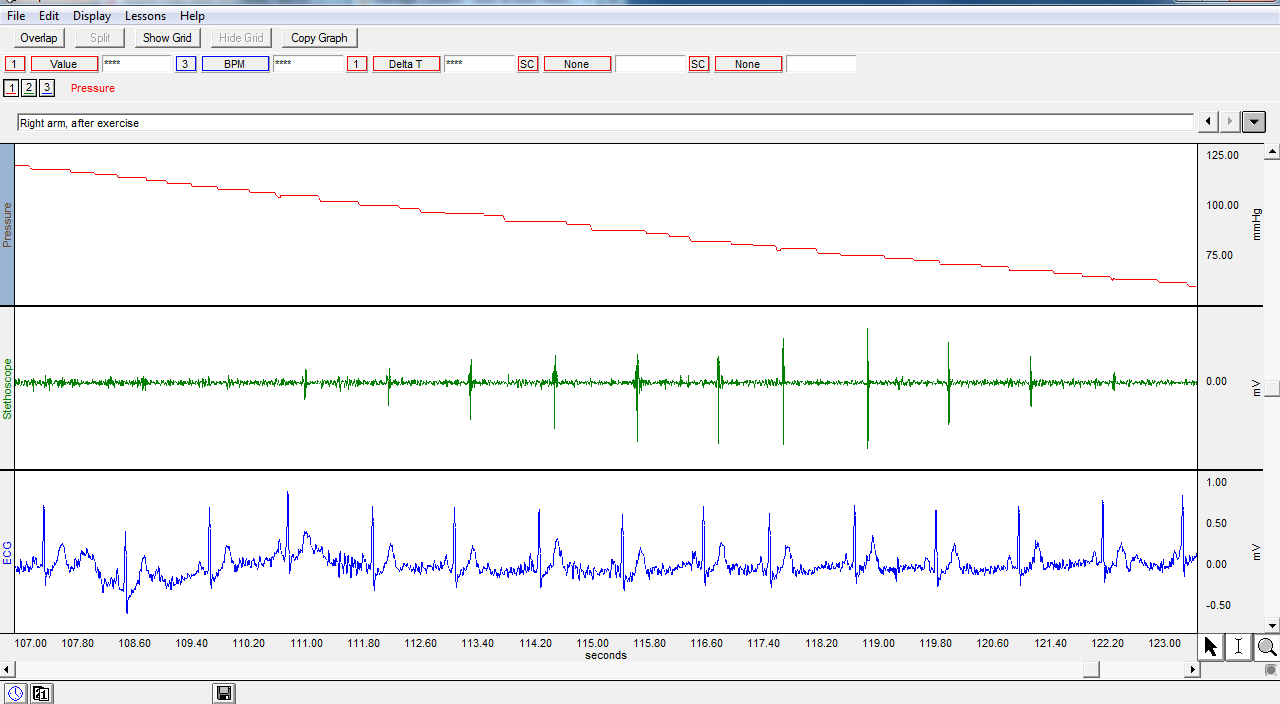 File Edit Display Lessons Help
Overlap Split Show Grid Hide Grid Copy Graph
1 Value **** 3 BPM **** 1 Delta T **** SC None SC None
1 2 3 Pressure
Right arm, after exercise
Pressure
125.00
100.00
75.00
mmHg
Stethoscope
0.00
mV
ECG
1.00
0.50
0.00
-0.50
mV
107.00 107.80 108.60 109.40 110.20 111.00 111.80 112.60 113.40 114.20 115.00 115.80 116.60 117.40 118.20 119.00 119.80 120.60 121.40 122.20 123.00
seconds